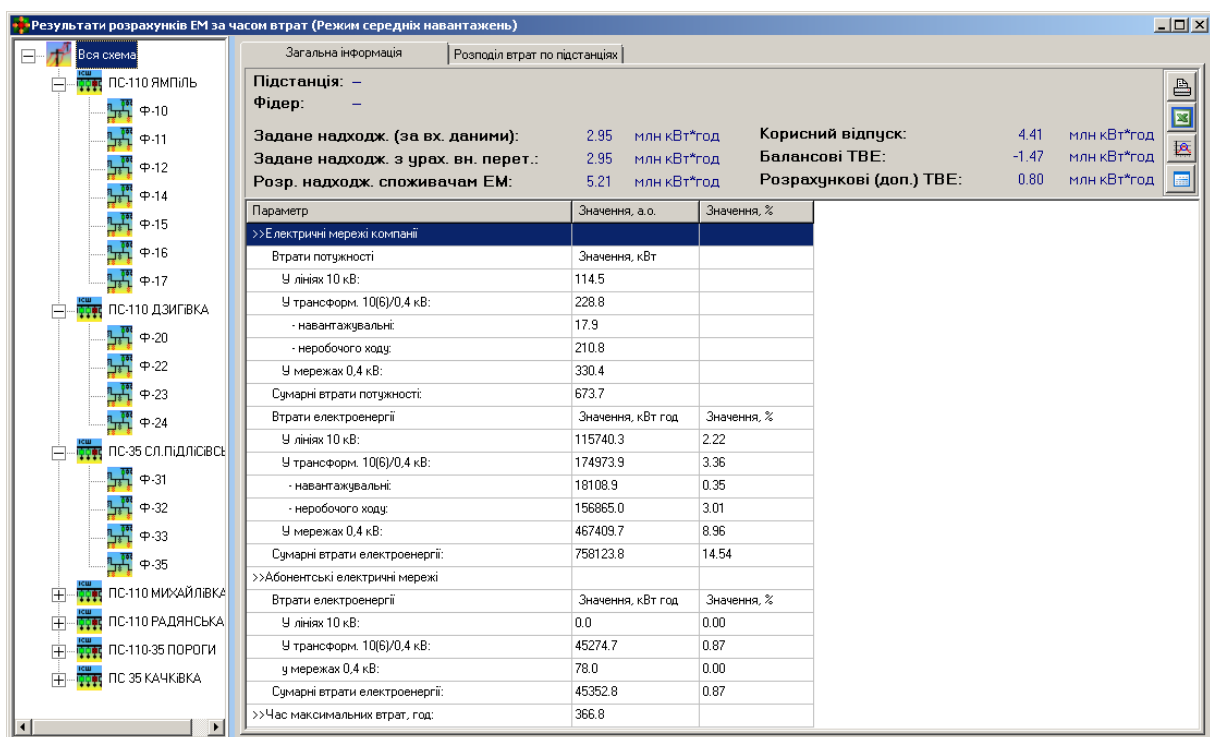 Результати розрахунків ЕМ за часом втрат (Режим середніх навантажень)
Вся схема
ПС-110 ЯМПіЛЬ
Ф-10
Ф-11
Ф-12
Ф-14
Ф-15
Ф-16
Ф-17
ПС-110 ДЗИГіВКА
Ф-20
Ф-22
Ф-23
Ф-24
ПС-35 СЛ.ПіДЛіСіВСЬ
Ф-31
Ф-32
Ф-33
Ф-35
ПС-110 МИХАЙЛіВКА
ПС-110 РАДЯНСЬКА
ПС-110-35 ПОРОГИ
ПС 35 КАЧКіВКА
Загальна інформація Розподіл втрат по підстанціях
Підстанція: –
Фідер: –
Задане надходж. (за вх. даними): 2.95 млн кВт*год Корисний відпуск: 4.41 млн кВт*год
Задане надходж. з урах. вн. перет.: 2.95 млн кВт*год Балансові ТВЕ: -1.47 млн кВт*год
Розр. надходж. споживачам ЕМ: 5.21 млн кВт*год Розрахункові (доп.) ТВЕ: 0.80 млн кВт*год
Параметр Значення, а.о. Значення, %
>>Електричні мережі компанії
Втрати потужності Значення, кВт
У лініях 10 кВ: 114.5
У трансформ. 10(6)/0,4 кВ: 228.8
- навантажувальні: 17.9
- неробочого ходу: 210.8
У мережах 0,4 кВ: 330.4
Сумарні втрати потужності: 673.7
Втрати електроенергії Значення, кВт год Значення, %
У лініях 10 кВ: 115740.3 2.22
У трансформ. 10(6)/0,4 кВ: 174973.9 3.36
- навантажувальні: 18108.9 0.35
- неробочого ходу: 156865.0 3.01
У мережах 0,4 кВ: 467409.7 8.96
Сумарні втрати електроенергії: 758123.8 14.54
>>Абонентські електричні мережі
Втрати електроенергії Значення, кВт год Значення, %
У лініях 10 кВ: 0.0 0.00
У трансформ. 10(6)/0,4 кВ: 45274.7 0.87
у мережах 0,4 кВ: 78.0 0.00
Сумарні втрати електроенергії: 45352.8 0.87
>>Час максимальних втрат, год: 366.8